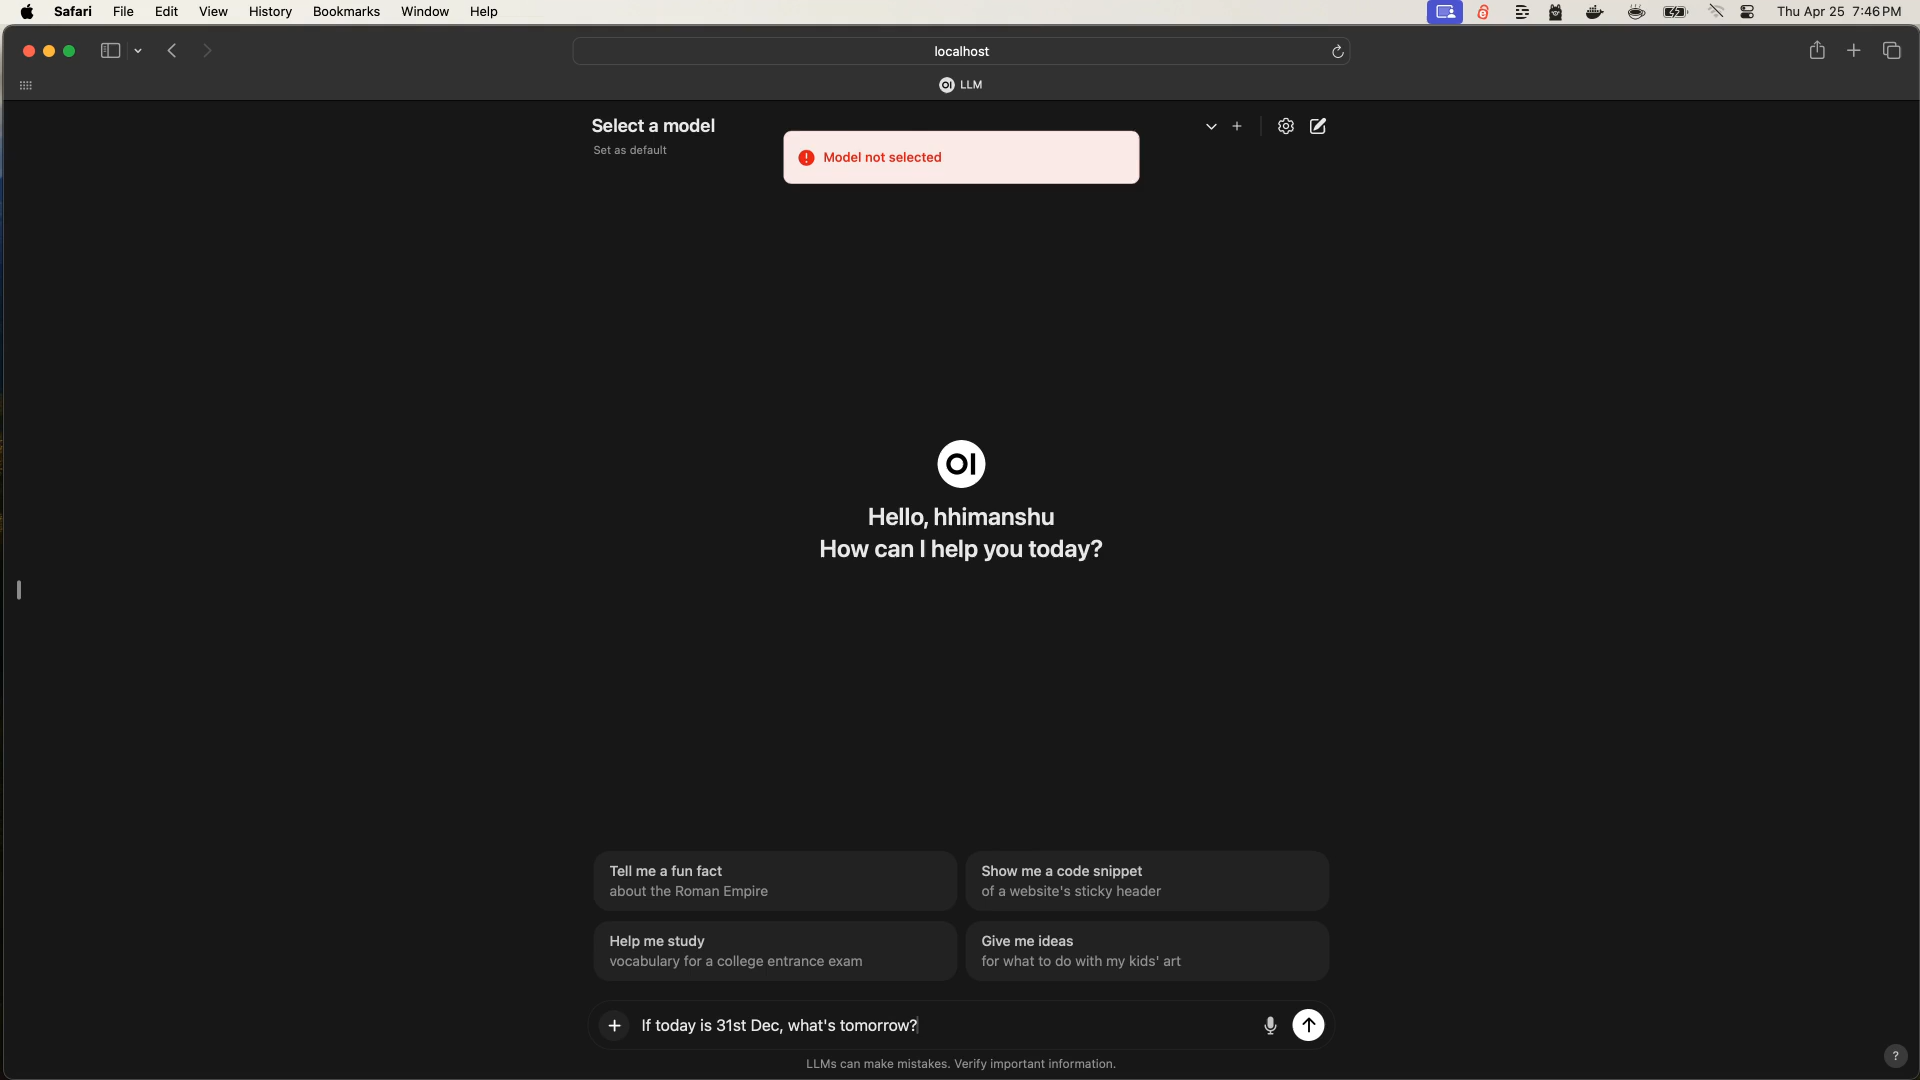 Safari File Edit View History Bookmarks Window Help Thu Apr 25 7:46 PM
localhost
OI LLM
Select a model
Set as default
Model not selected
OI
Hello, hhimanshu
How can I help you today?
Tell me a fun fact
about the Roman Empire
Show me a code snippet
of a website's sticky header
Help me study
vocabulary for a college entrance exam
Give me ideas
for what to do with my kids' art
If today is 31st Dec, what's tomorrow?
LLMs can make mistakes. Verify important information.
?